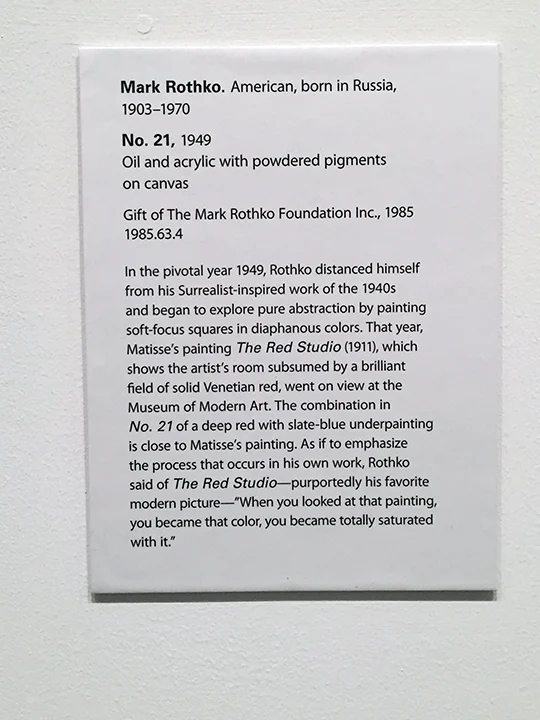 Mark Rothko. American, born in Russia,
1903–1970
No. 21, 1949
Oil and acrylic with powdered pigments
on canvas
Gift of The Mark Rothko Foundation Inc., 1985
1985.63.4
In the pivotal year 1949, Rothko distanced himself
from his Surrealist-inspired work of the 1940s
and began to explore pure abstraction by painting
soft-focus squares in diaphanous colors. That year,
Matisse's painting The Red Studio (1911), which
shows the artist's room subsumed by a brilliant
field of solid Venetian red, went on view at the
Museum of Modern Art. The combination in
No. 21 of a deep red with slate-blue underpainting
is close to Matisse's painting. As if to emphasize
the process that occurs in his own work, Rothko
said of The Red Studio—purportedly his favorite
modern picture—"When you looked at that painting,
you became that color, you became totally saturated
with it."